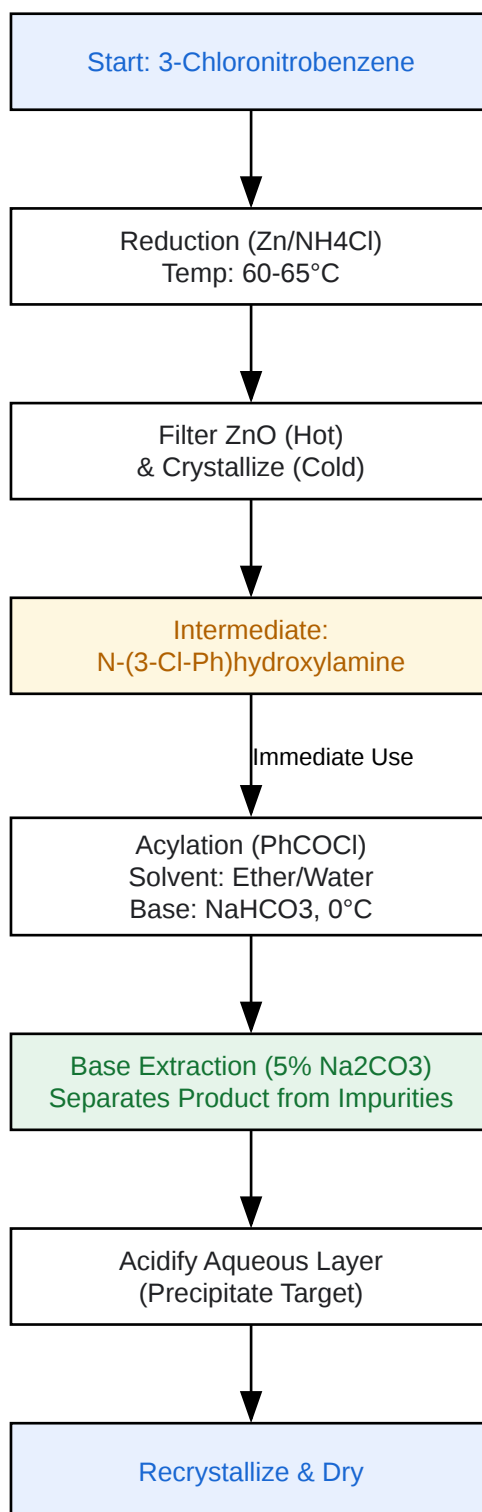 Start: 3-Chloronitrobenzene
Reduction (Zn/NH4Cl)
Temp: 60-65°C
Filter ZnO (Hot)
& Crystallize (Cold)
Intermediate:
N-(3-Cl-Ph)hydroxylamine
Immediate Use
Acylation (PhCOCl)
Solvent: Ether/Water
Base: NaHCO3, 0°C
Base Extraction (5% Na2CO3)
Separates Product from Impurities
Acidify Aqueous Layer
(Precipitate Target)
Recrystallize & Dry